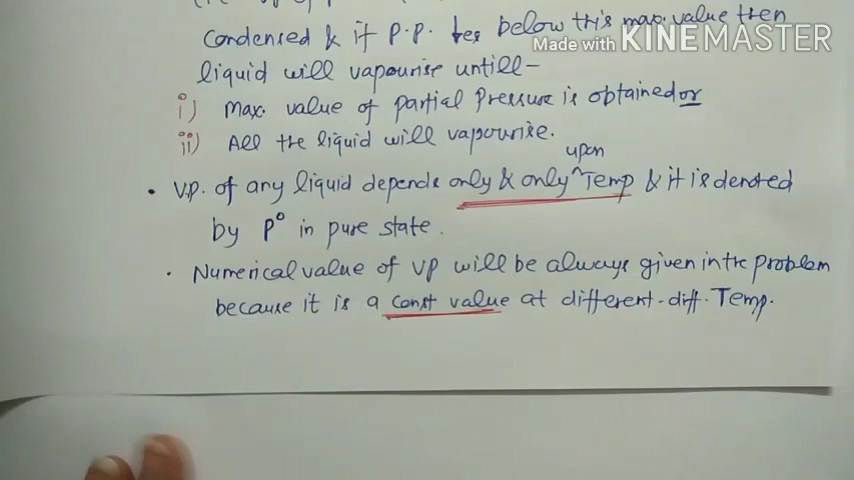 condensed & if P.P. below this max. value then
Made with KINEMASTER
liquid will vapourise untill-
i) Max. value of partial pressure is obtained or
ii) All the liquid will vapourise.
upon
• V.P. of any liquid depends only & only ^ Temp & it is denoted
by P° in pure state.
• Numerical value of VP will be always given in the problem
because it is a const value at different-diff. Temp.